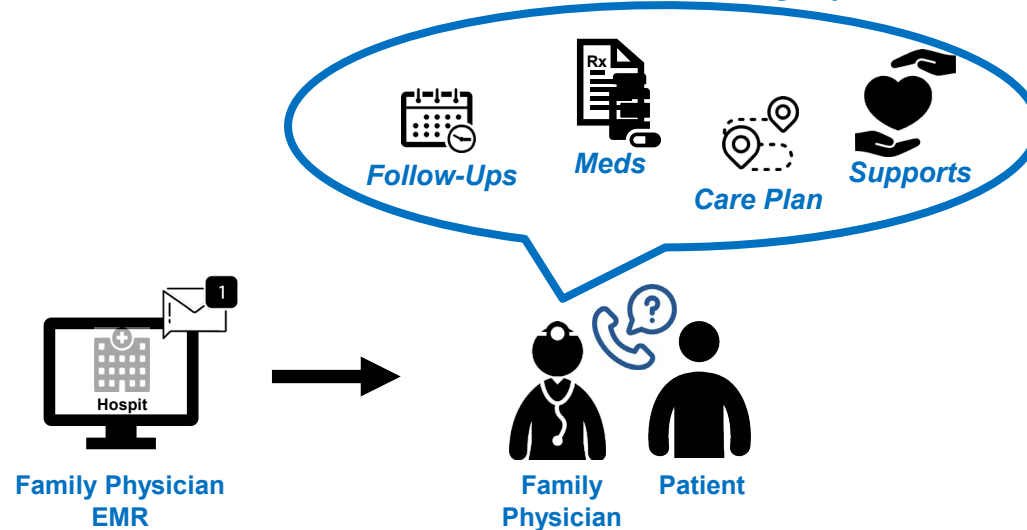 Rx
Follow-Ups
Meds
Care Plan
Supports
1
?
Hospit
Family Physician
EMR
Family
Physician
Patient